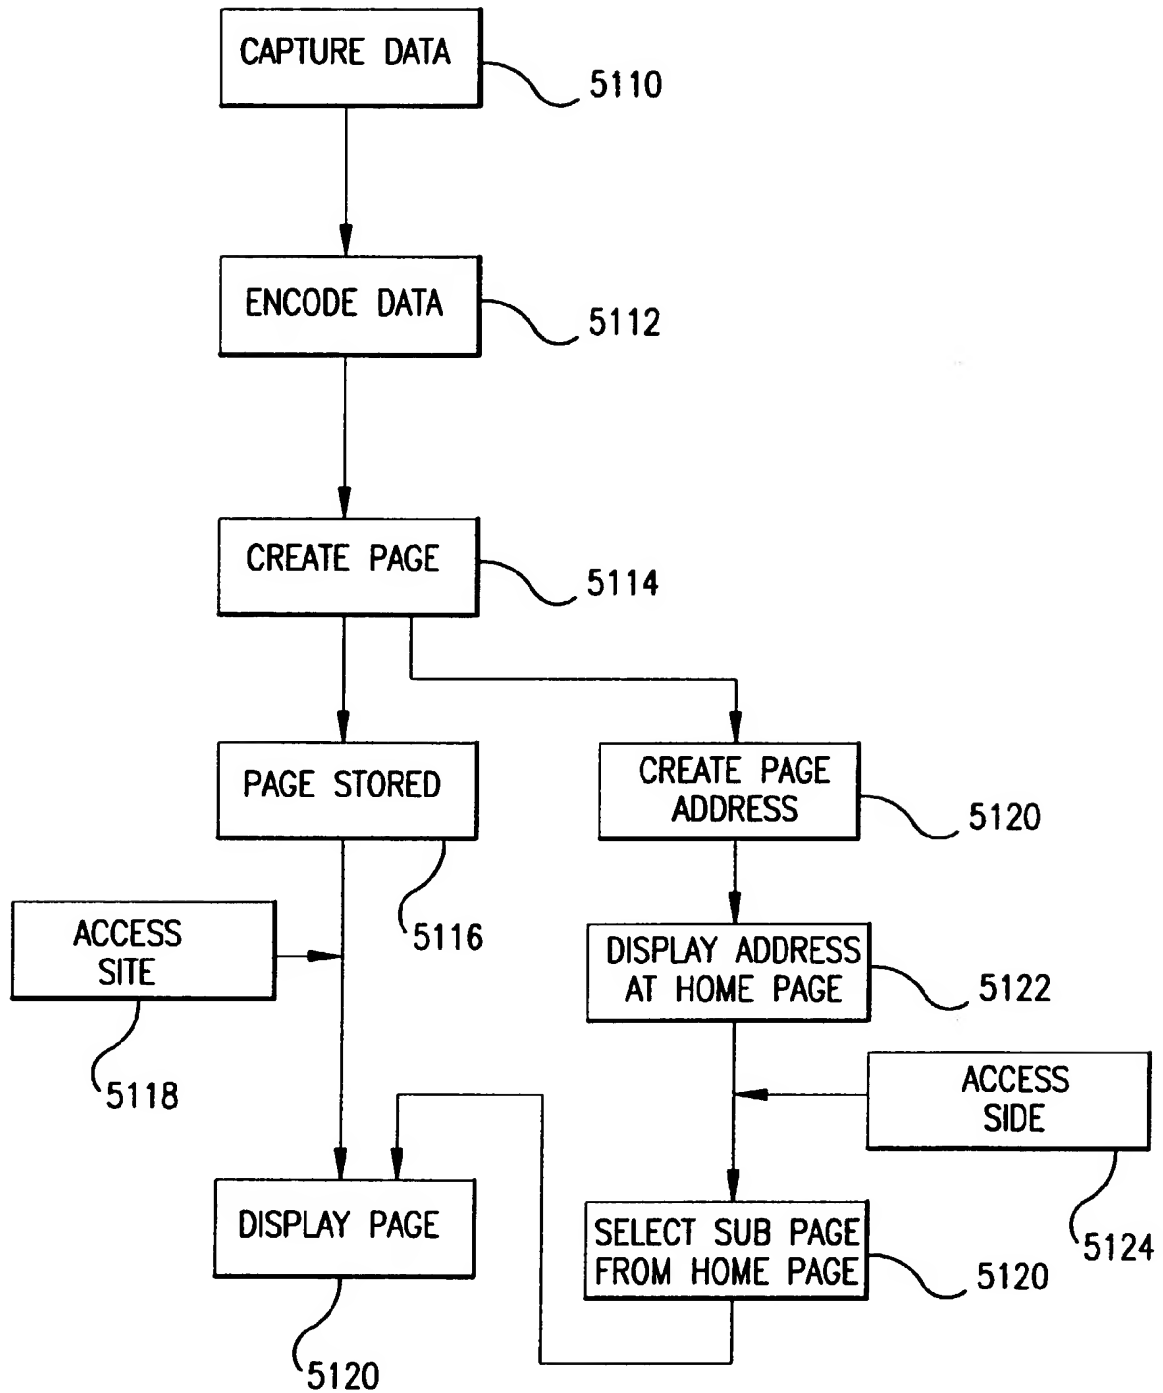 CAPTURE DATA
5110
ENCODE DATA
5112
CREATE PAGE
5114
PAGE STORED
5116
CREATE PAGE
ADDRESS
5120
ACCESS
SITE
5118
DISPLAY ADDRESS
AT HOME PAGE
5122
ACCESS
SIDE
5124
DISPLAY PAGE
5120
SELECT SUB PAGE
FROM HOME PAGE
5120